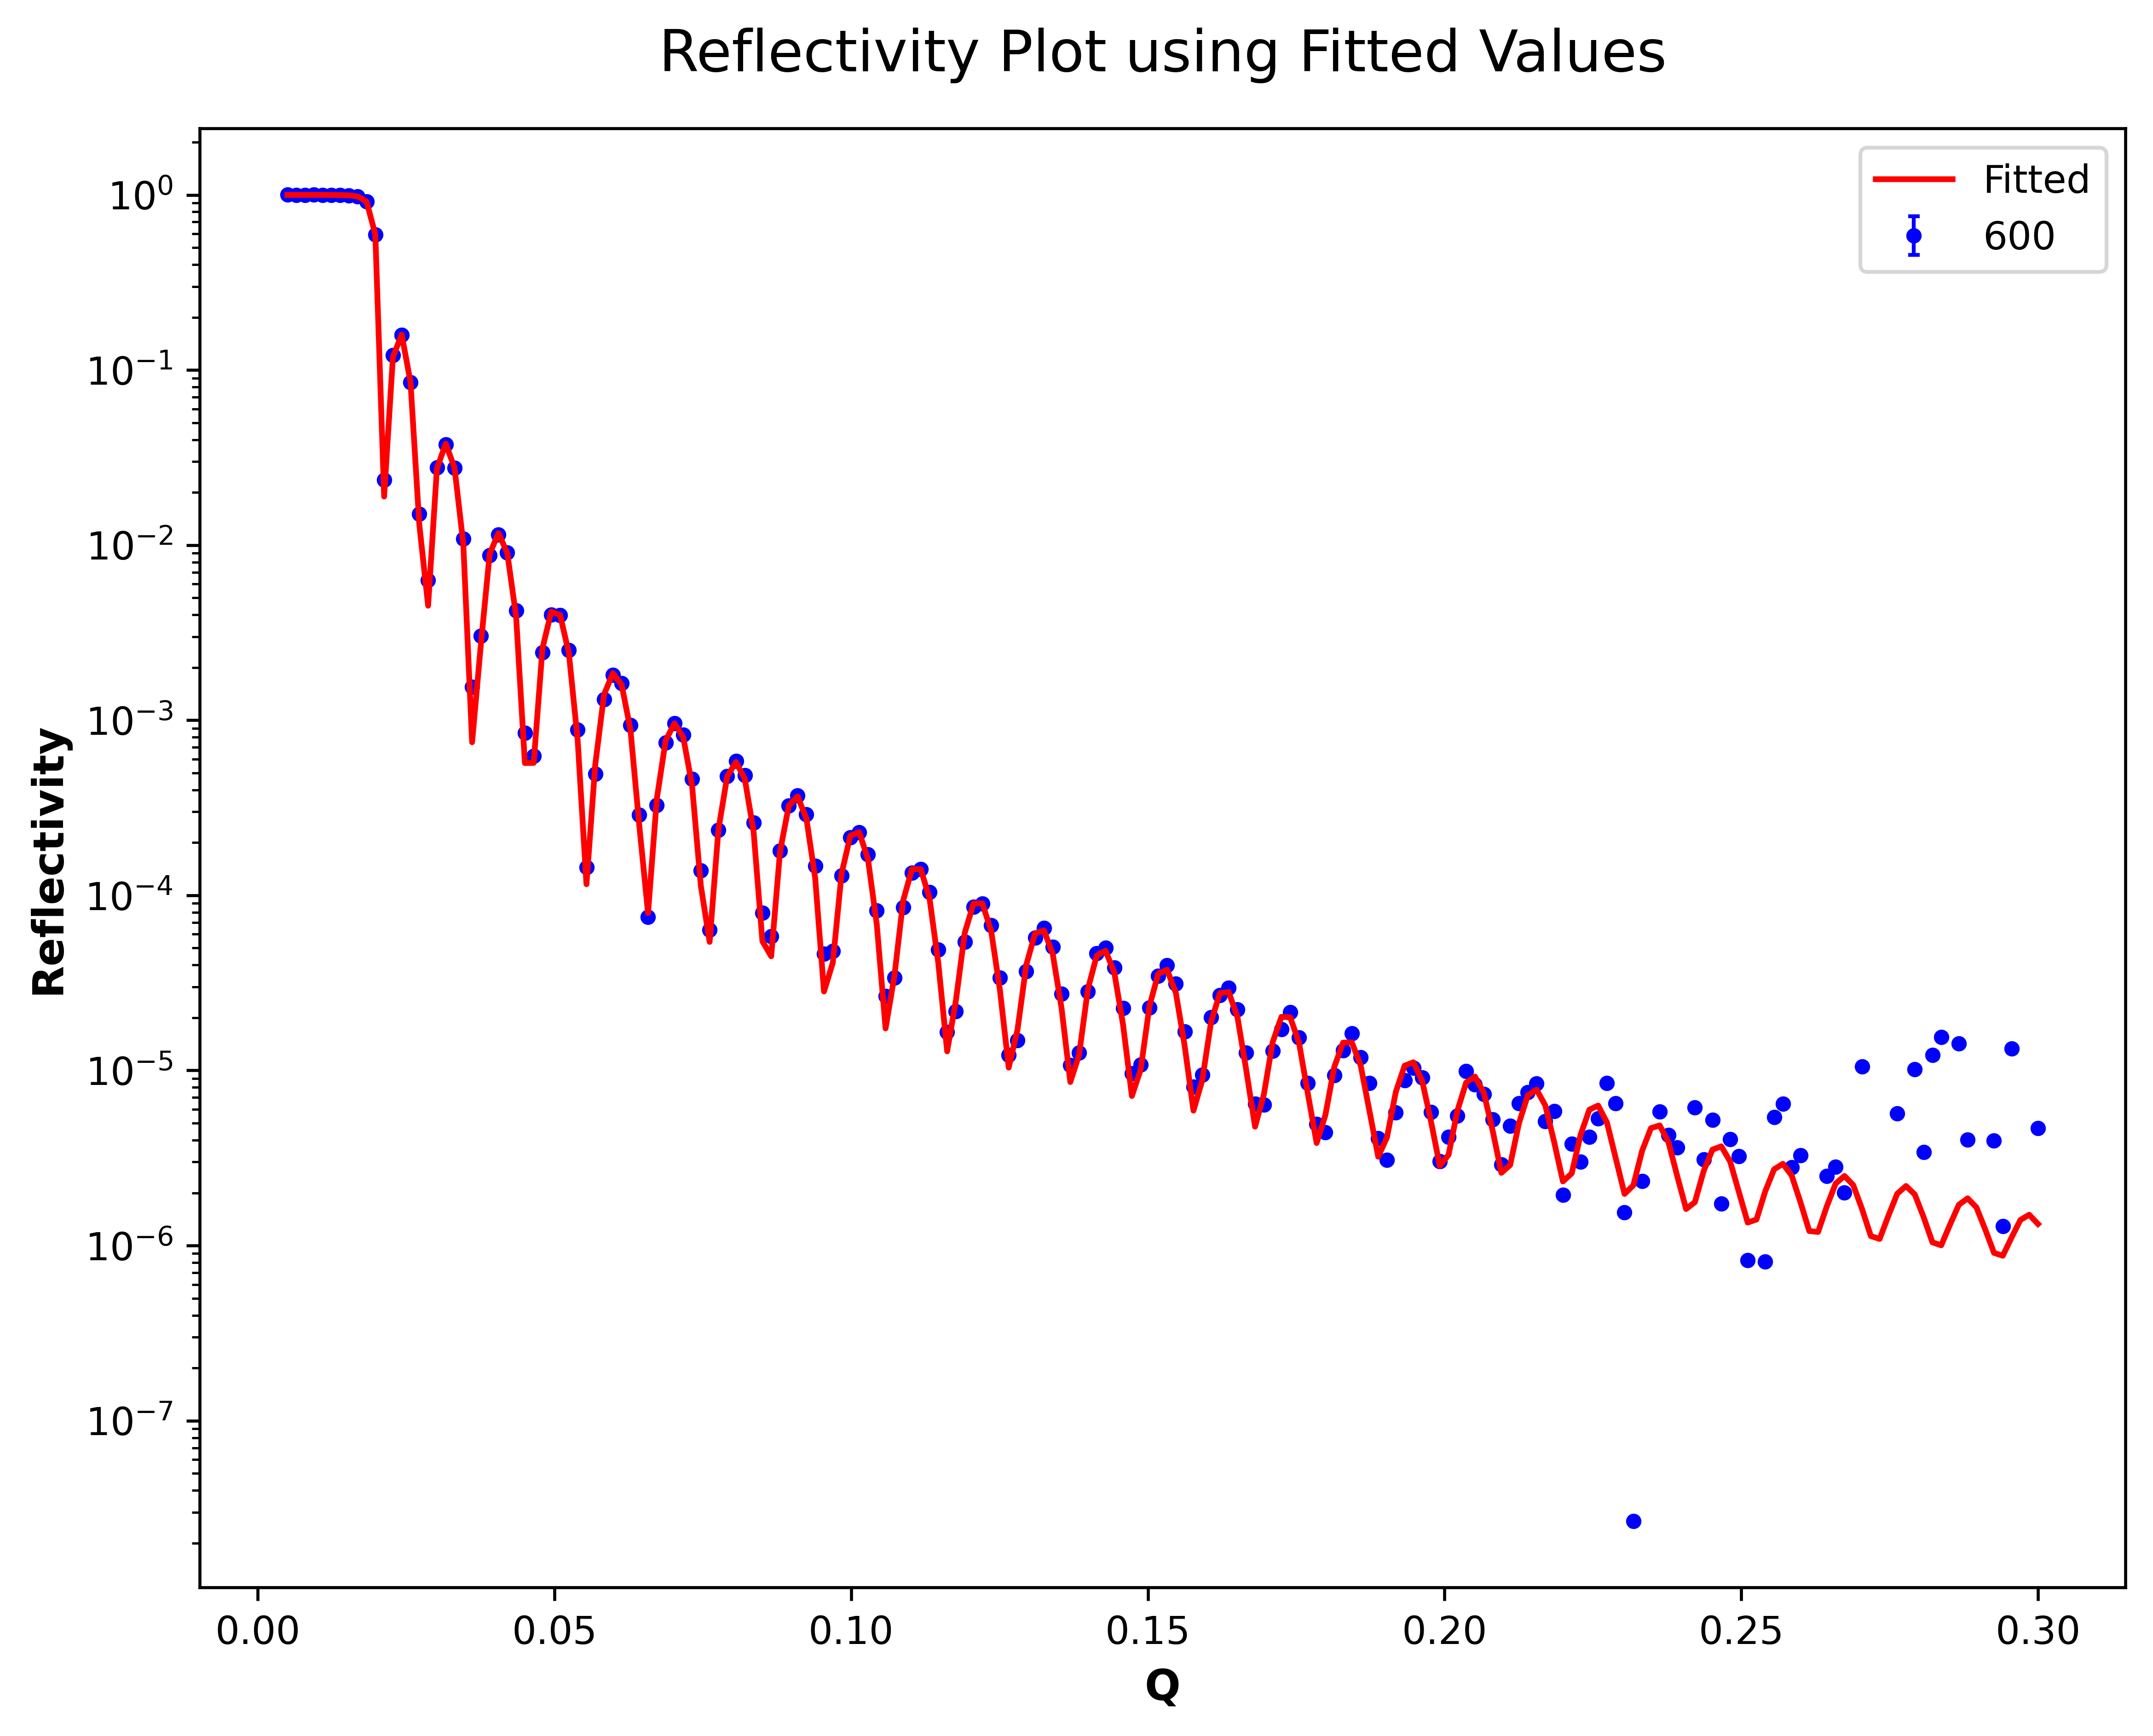 Reflectivity Plot using Fitted Values
Fitted
600
10⁰
10⁻¹
10⁻²
10⁻³
10⁻⁴
10⁻⁵
10⁻⁶
10⁻⁷
Reflectivity
0.00 0.05 0.10 0.15 0.20 0.25 0.30
Q